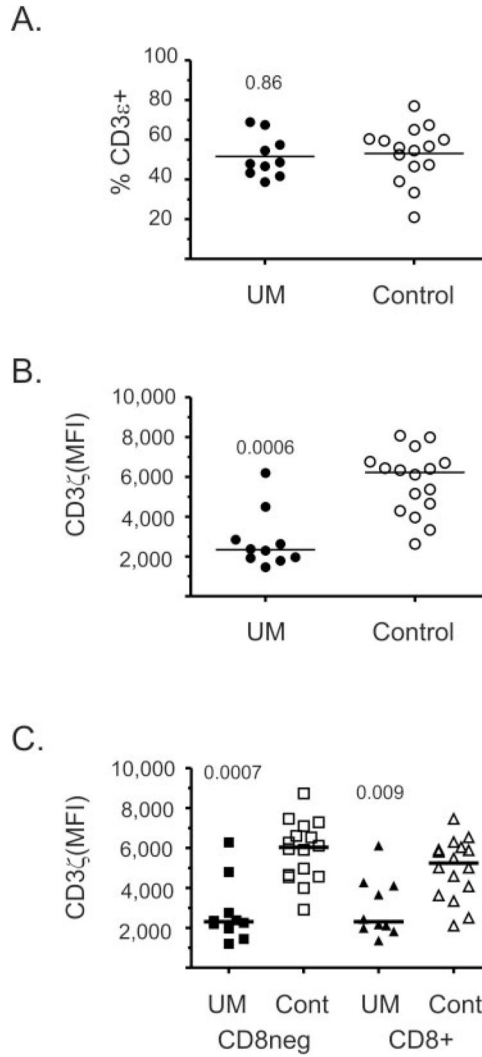 A.
0.86
100
80
60
40
20
% CD3ε+
UM Control
B.
10,000
8,000
6,000
4,000
2,000
CD3ζ(MFI)
0.0006
UM Control
C.
10,000
8,000
6,000
4,000
2,000
CD3ζ(MFI)
0.0007
0.009
UM Cont UM Cont
CD8neg CD8+